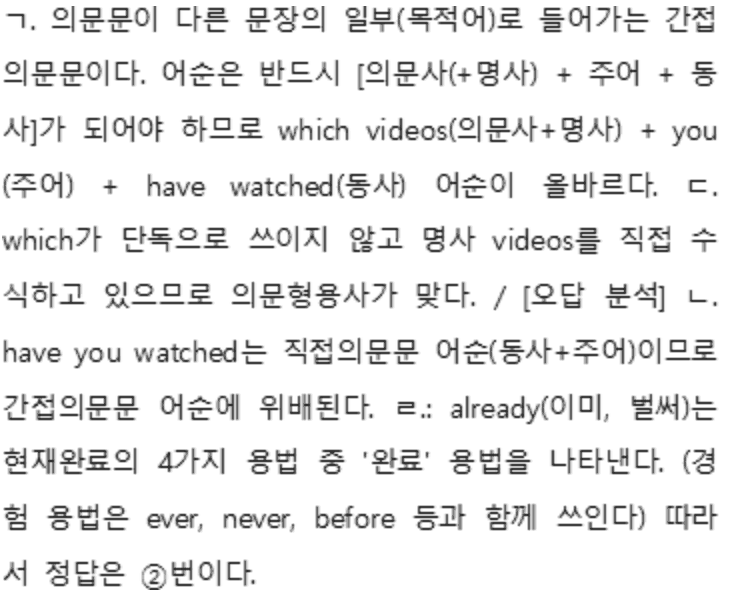 ㄱ. 의문문이 다른 문장의 일부(목적어)로 들어가는 간접
의문문이다. 어순은 반드시 [의문사(+명사) + 주어 + 동
사]가 되어야 하므로 which videos(의문사+명사) + you
(주어) + have watched(동사) 어순이 올바르다. ㄷ.
which가 단독으로 쓰이지 않고 명사 videos를 직접 수
식하고 있으므로 의문형용사가 맞다. / [오답 분석] ㄴ.
have you watched는 직접의문문 어순(동사+주어)이므로
간접의문문 어순에 위배된다. ㄹ.: already(이미, 벌써)는
현재완료의 4가지 용법 중 '완료' 용법을 나타낸다. (경
험 용법은 ever, never, before 등과 함께 쓰인다) 따라
서 정답은 ②번이다.